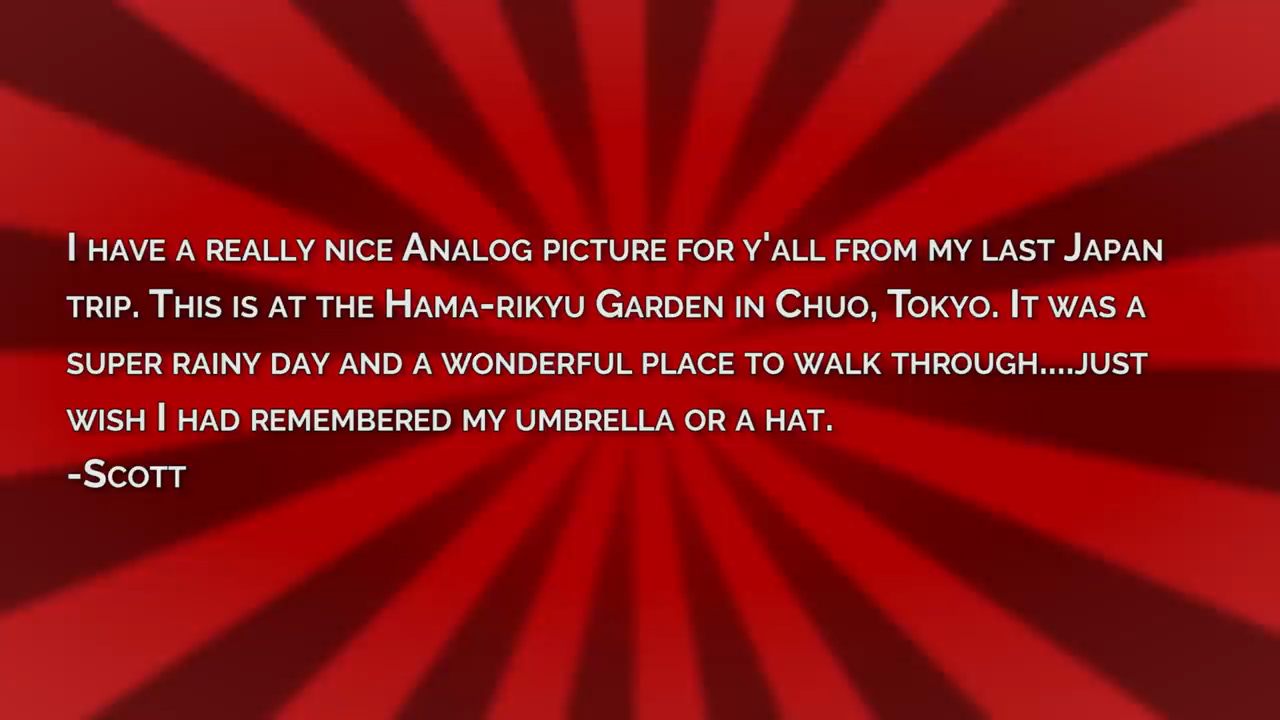 I have a really nice Analog picture for y'all from my last Japan
trip. This is at the Hama-rikyu Garden in Chuo, Tokyo. It was a
super rainy day and a wonderful place to walk through....just
wish I had remembered my umbrella or a hat.
-Scott